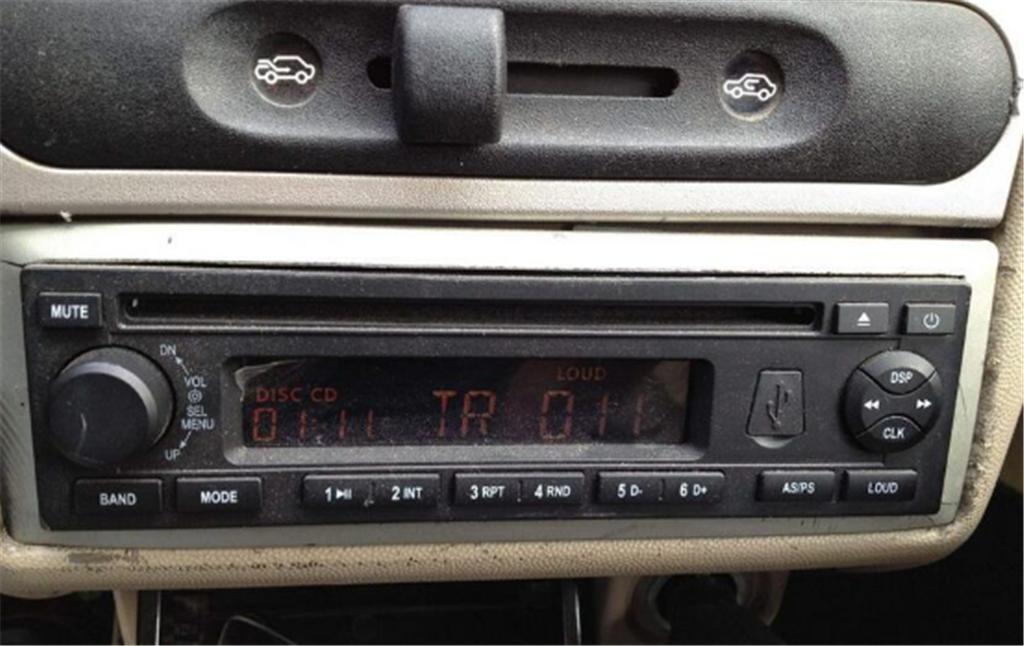 MUTE
DN
VOL
SEL
MENU
UP
LOUD
DISC CD
01:11 TR 011
DSP
CLK
BAND
MODE
1
2 INT
3 RPT
4 RND
5 D-
6 D+
AS/PS
LOUD